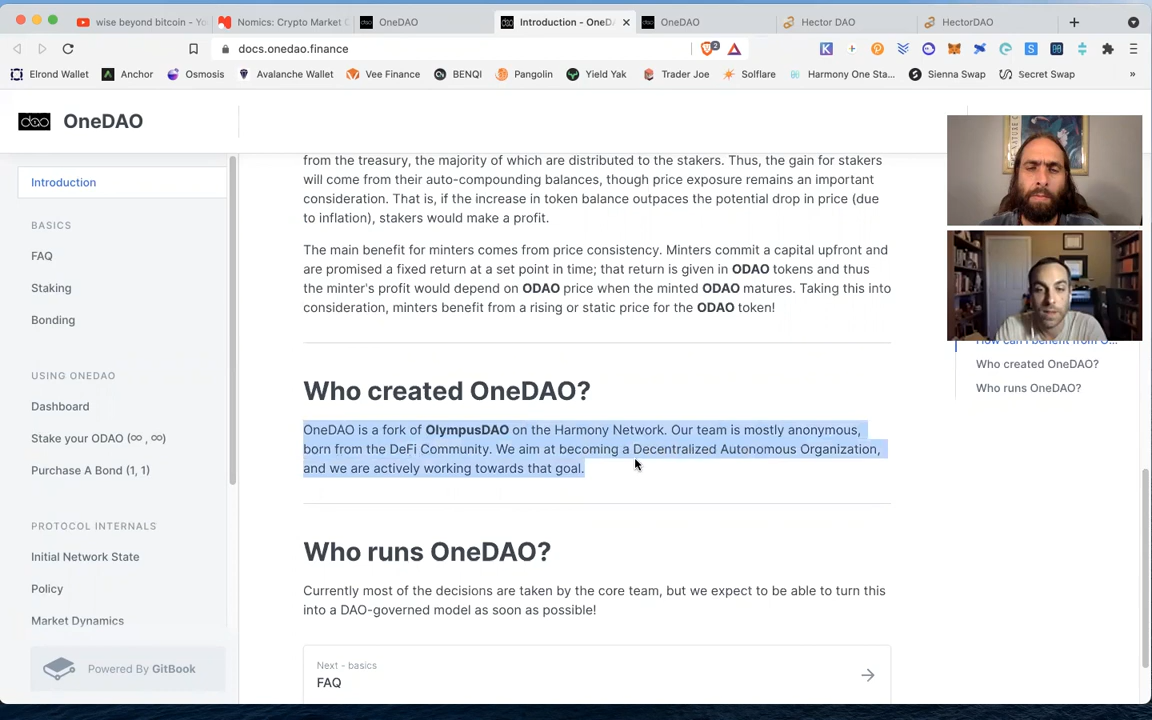 wise beyond bitcoin - Yo
Nomics: Crypto Market C
OneDAO
Introduction - OneDA
OneDAO
Hector DAO
HectorDAO
docs.onedao.finance
2
Elrond Wallet
Anchor
Osmosis
Avalanche Wallet
Vee Finance
BENQI
Pangolin
Yield Yak
Trader Joe
Solflare
Harmony One Sta...
Sienna Swap
Secret Swap
»
dao OneDAO
Introduction
BASICS
FAQ
Staking
Bonding
USING ONEDAO
Dashboard
Stake your ODAO (∞ , ∞)
Purchase A Bond (1, 1)
PROTOCOL INTERNALS
Initial Network State
Policy
Market Dynamics
Powered By GitBook
from the treasury, the majority of which are distributed to the stakers. Thus, the gain for stakers
will come from their auto-compounding balances, though price exposure remains an important
consideration. That is, if the increase in token balance outpaces the potential drop in price (due
to inflation), stakers would make a profit.
The main benefit for minters comes from price consistency. Minters commit a capital upfront and
are promised a fixed return at a set point in time; that return is given in ODAO tokens and thus
the minter's profit would depend on ODAO price when the minted ODAO matures. Taking this into
consideration, minters benefit from a rising or static price for the ODAO token!
Who created OneDAO?
OneDAO is a fork of OlympusDAO on the Harmony Network. Our team is mostly anonymous,
born from the DeFi Community. We aim at becoming a Decentralized Autonomous Organization,
and we are actively working towards that goal.
Who runs OneDAO?
Currently most of the decisions are taken by the core team, but we expect to be able to turn this
into a DAO-governed model as soon as possible!
Next - basics
FAQ
How can I benefit from O...
Who created OneDAO?
Who runs OneDAO?